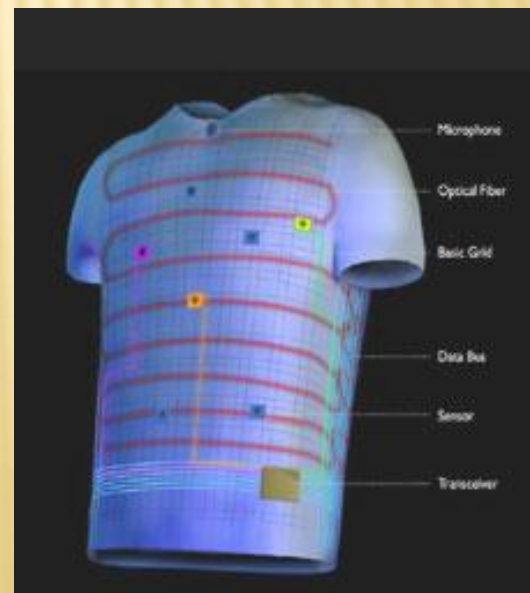 Microphone
Optical Fiber
Basic Grid
Data Bus
Sensor
Transceiver